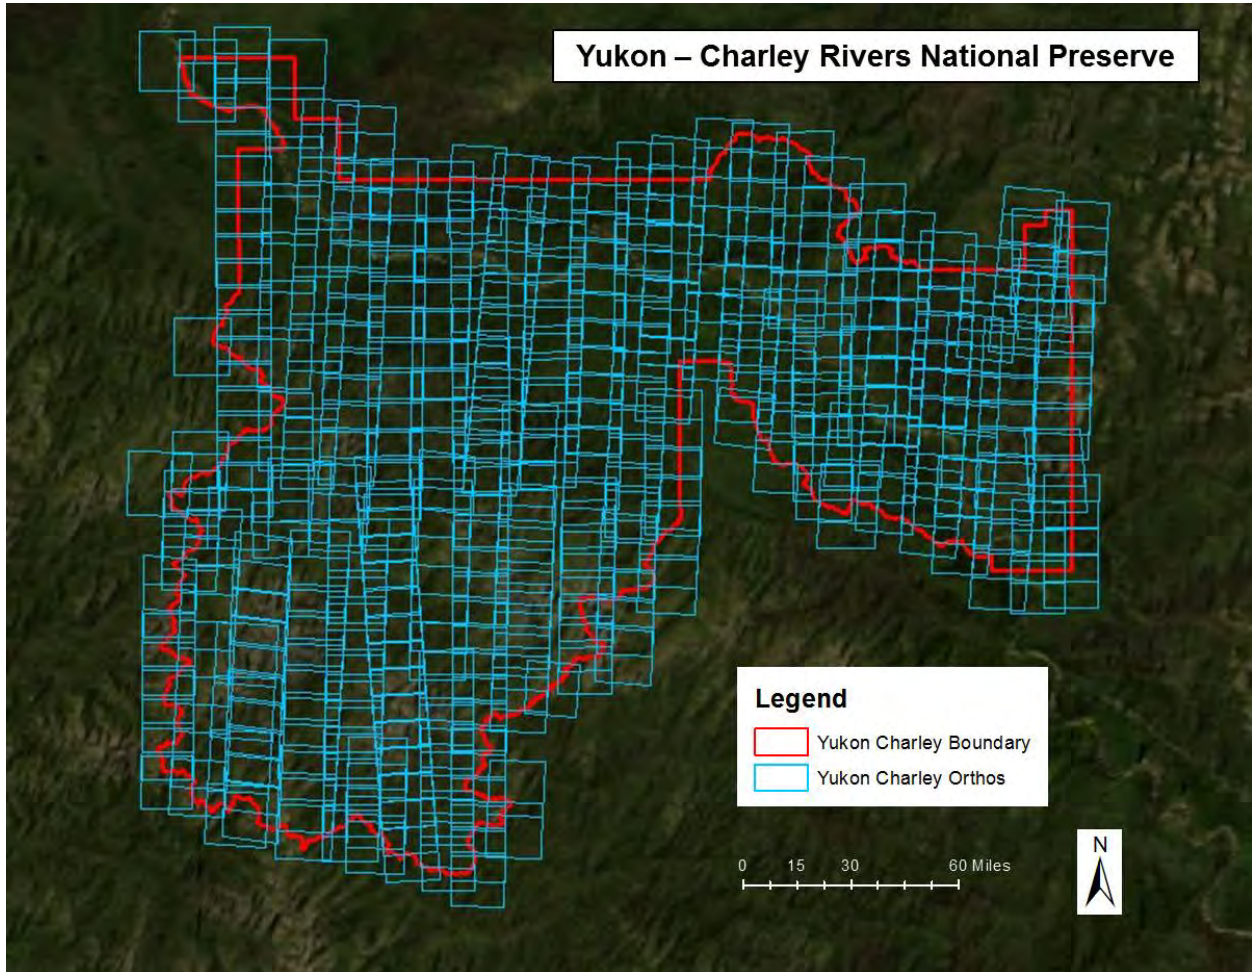 Yukon – Charley Rivers National Preserve
Legend
Yukon Charley Boundary
Yukon Charley Orthos
0 15 30 60 Miles
N